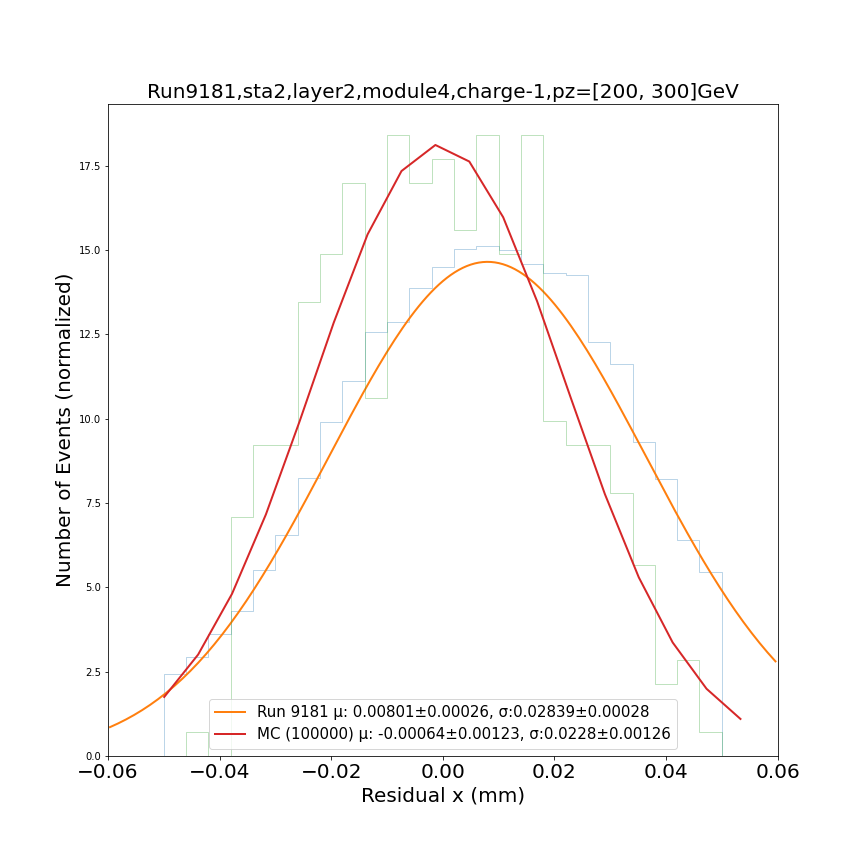 Run9181,sta2,layer2,module4,charge-1,pz=[200, 300]GeV
Number of Events (normalized)
17.5
15.0
12.5
10.0
7.5
5.0
2.5
0.0
Run 9181 μ: 0.00801±0.00026, σ:0.02839±0.00028
MC (100000) μ: -0.00064±0.00123, σ:0.0228±0.00126
−0.06 −0.04 −0.02 0.00 0.02 0.04 0.06
Residual x (mm)